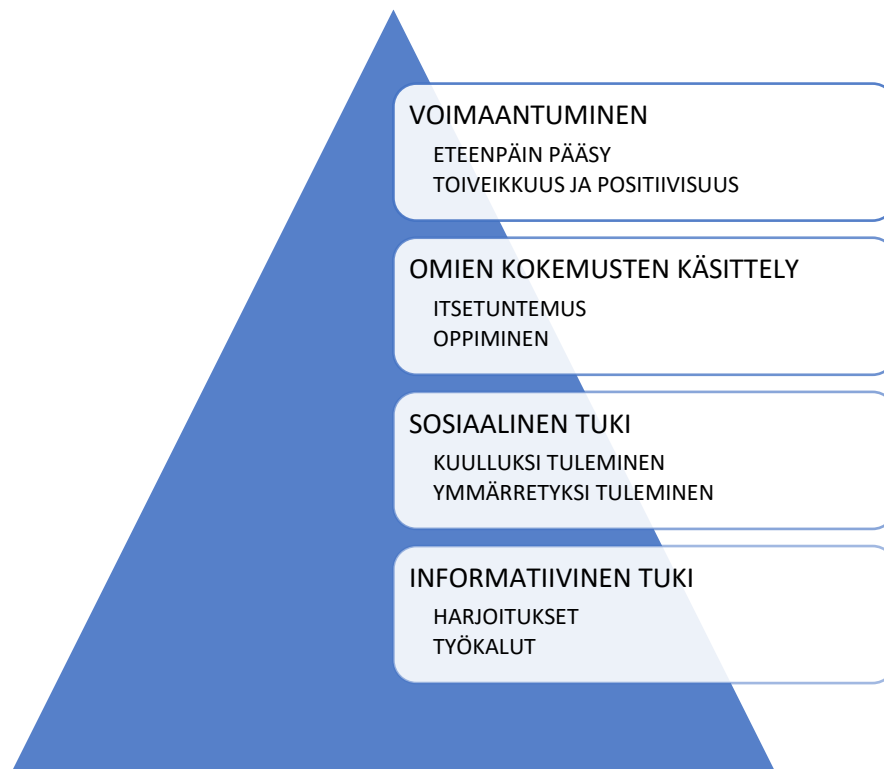 VOIMAANTUMINEN
ETEENPÄIN PÄÄSY
TOIVEIKKUUS JA POSITIIVISUUS
OMIEN KOKEMUSTEN KÄSITTELY
ITSETUNTEMUS
OPPIMINEN
SOSIAALINEN TUKI
KUULLUKSI TULEMINEN
YMMÄRRETYKSI TULEMINEN
INFORMATIIVINEN TUKI
HARJOITUKSET
TYÖKALUT